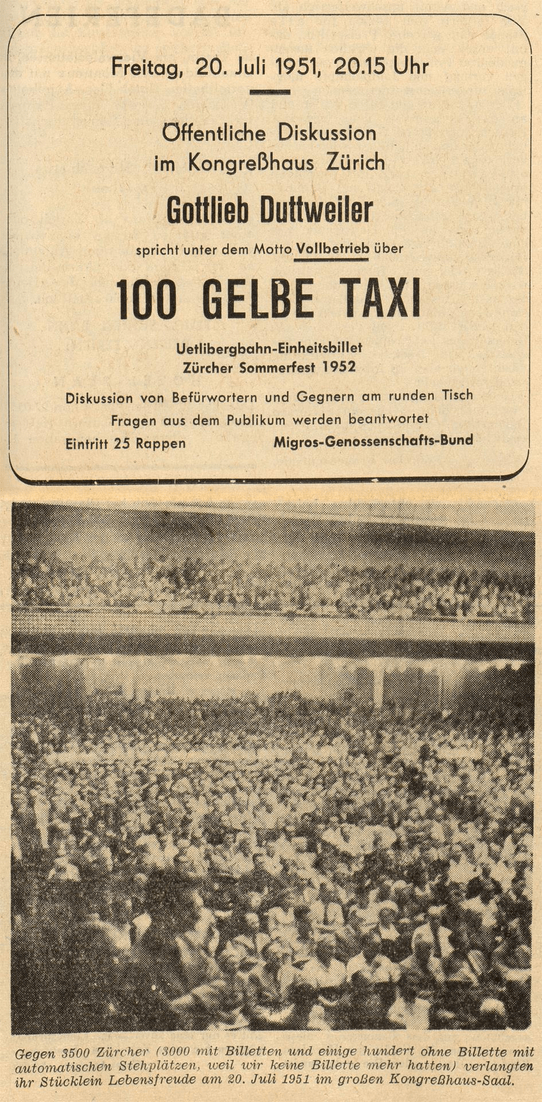 Freitag, 20. Juli 1951, 20.15 Uhr
Öffentliche Diskussion
im Kongreßhaus Zürich
Gottlieb Duttweiler
spricht unter dem Motto Vollbetrieb über
100 GELBE TAXI
Uetlibergbahn-Einheitsbillet
Zürcher Sommerfest 1952
Diskussion von Befürwortern und Gegnern am runden Tisch
Fragen aus dem Publikum werden beantwortet
Eintritt 25 Rappen Migros-Genossenschafts-Bund
Gegen 3500 Zürcher (3000 mit Billetten und einige hundert ohne Billette mit
automatischen Stehplätzen, weil wir keine Billette mehr hatten) verlangten
ihr Stücklein Lebensfreude am 20. Juli 1951 im großen Kongreßhaus-Saal.